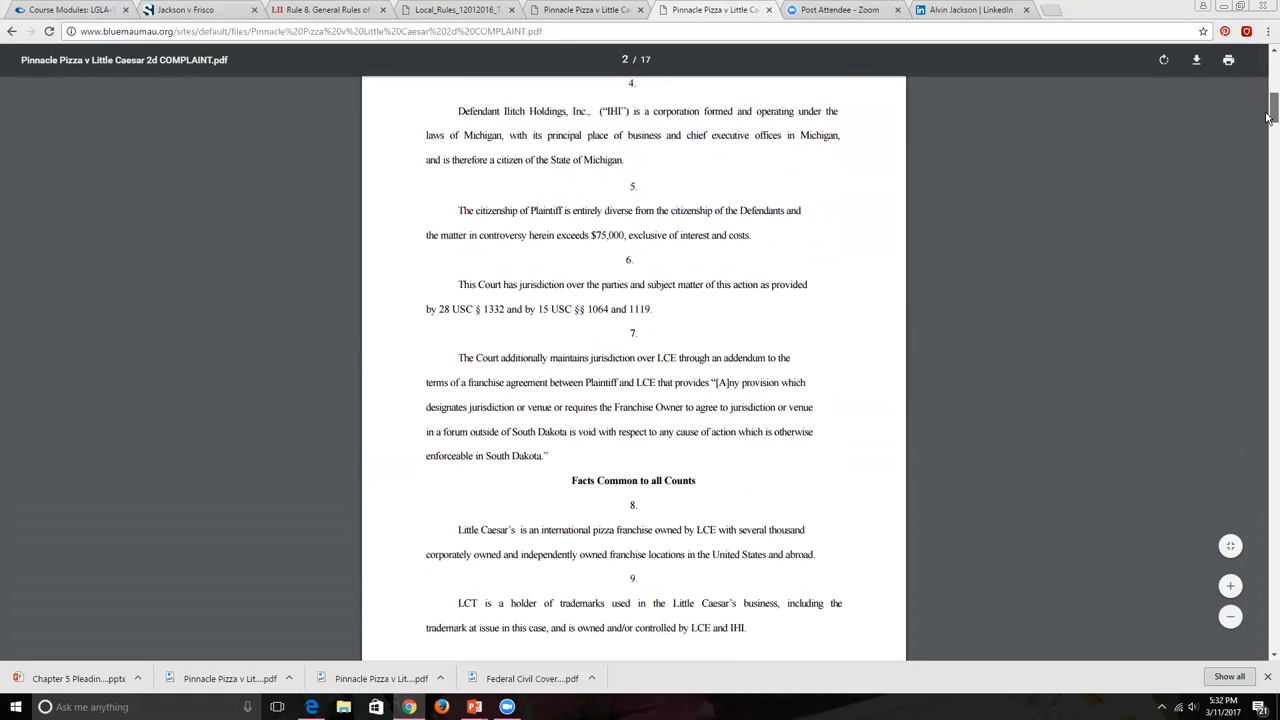 Course Modules: LGLA-1
Jackson v Frisco
Rule 8. General Rules of
Local_Rules_12012016_T
Pinnacle Pizza v Little Ca
Pinnacle Pizza v Little Ce
Post Attendee - Zoom
Alvin Jackson | LinkedIn
www.bluemaumau.org/sites/default/files/Pinnacle%20Pizza%20v%20Little%20Caesar%202d%20COMPLAINT.pdf
Pinnacle Pizza v Little Caesar 2d COMPLAINT.pdf
2 / 17
4.
Defendant Ilitch Holdings, Inc., (“IHI”) is a corporation formed and operating under the
laws of Michigan, with its principal place of business and chief executive offices in Michigan,
and is therefore a citizen of the State of Michigan.
5.
The citizenship of Plaintiff is entirely diverse from the citizenship of the Defendants and
the matter in controversy herein exceeds $75,000, exclusive of interest and costs.
6.
This Court has jurisdiction over the parties and subject matter of this action as provided
by 28 USC § 1332 and by 15 USC §§ 1064 and 1119.
7.
The Court additionally maintains jurisdiction over LCE through an addendum to the
terms of a franchise agreement between Plaintiff and LCE that provides “[A]ny provision which
designates jurisdiction or venue or requires the Franchise Owner to agree to jurisdiction or venue
in a forum outside of South Dakota is void with respect to any cause of action which is otherwise
enforceable in South Dakota.”
Facts Common to all Counts
8.
Little Caesar’s is an international pizza franchise owned by LCE with several thousand
corporately owned and independently owned franchise locations in the United States and abroad.
9.
LCT is a holder of trademarks used in the Little Caesar’s business, including the
trademark at issue in this case, and is owned and/or controlled by LCE and IHI.
Chapter 5 Pleadin....pptx
Pinnacle Pizza v Lit....pdf
Pinnacle Pizza v Lit....pdf
Federal Civil Cover....pdf
Show all
Ask me anything
5:32 PM
3/11/2017